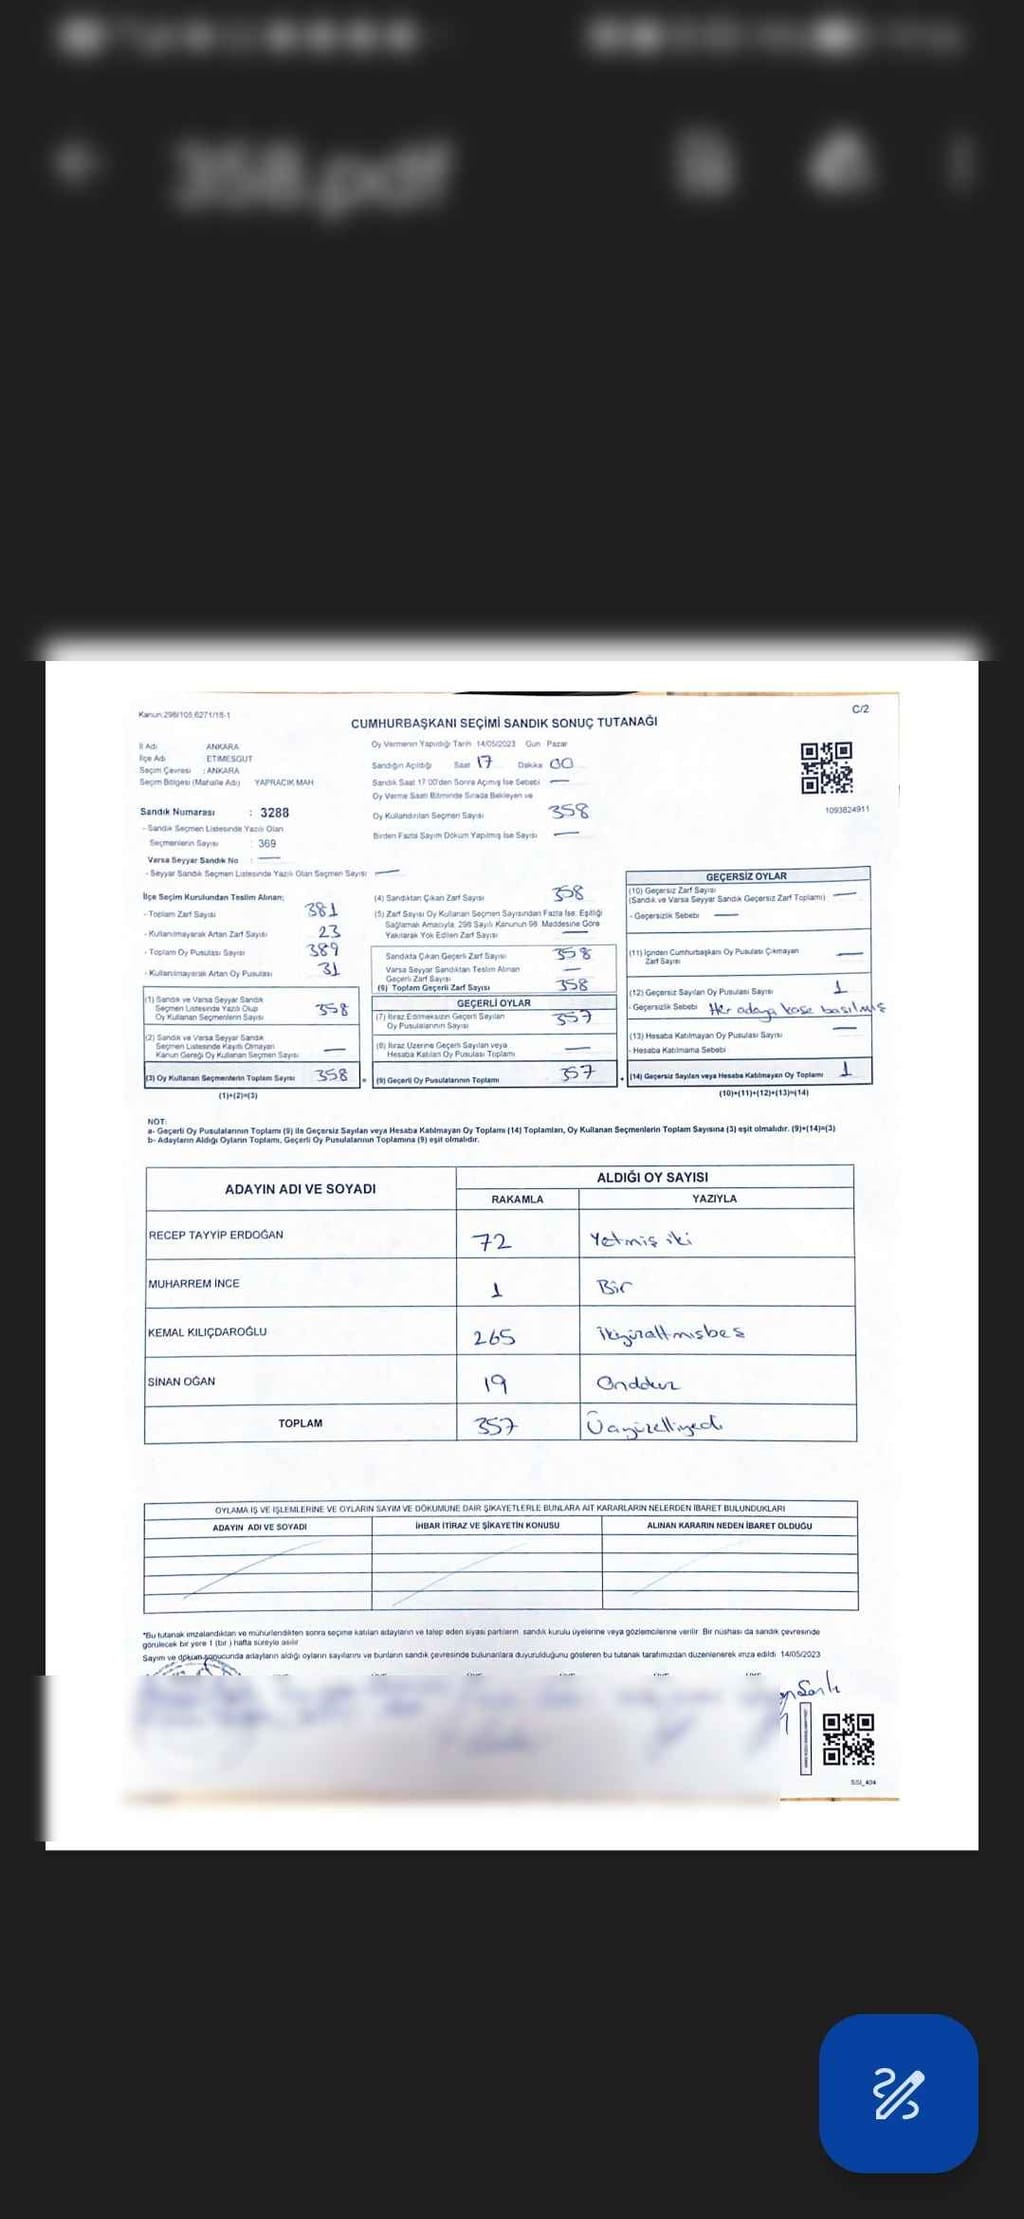 358.pdf
Kanun:298/105,6271/18-1
C/2
CUMHURBAŞKANI SEÇİMİ SANDIK SONUÇ TUTANAĞI
İl Adı ANKARA
İlçe Adı ETİMESGUT
Seçim Çevresi : ANKARA
Seçim Bölgesi (Mahalle Adı) YAPRACIK MAH
Sandık Numarası : 3288
- Sandık Seçmen Listesinde Yazılı Olan
Seçmenlerin Sayısı : 369
Varsa Seyyar Sandık No : —
- Seyyar Sandık Seçmen Listesinde Yazılı Olan Seçmen Sayısı —
Oy Vermenin Yapıldığı Tarih 14/05/2023 Gün Pazar
Sandığın Açıldığı Saat 17 Dakika 00
Sandık Saat 17:00'den Sonra Açmış İse Sebebi —
Oy Verme Saati Bitiminde Sırada Bekleyen ve
Oy Kullandırılan Seçmen Sayısı 358
Birden Fazla Sayım Döküm Yapılmış İse Sayısı —
1093824911
İlçe Seçim Kurulundan Teslim Alınan;
- Toplam Zarf Sayısı 381
- Kullanılmayarak Artan Zarf Sayısı 23
- Toplam Oy Pusulası Sayısı 389
- Kullanılmayarak Artan Oy Pusulası 31
(1) Sandık ve Varsa Seyyar Sandık
Seçmen Listesinde Yazılı Olup
Oy Kullanan Seçmenlerin Sayısı 358
(2) Sandık ve Varsa Seyyar Sandık
Seçmen Listesinde Kayıtlı Olmayan
Kanun Gereği Oy Kullanan Seçmen Sayısı —
(3) Oy Kullanan Seçmenlerin Toplam Sayısı 358
(1)+(2)=(3)
(4) Sandıktan Çıkan Zarf Sayısı 358
(5) Zarf Sayısı Oy Kullanan Seçmen Sayısından Fazla İse, Eşitliği
Sağlamak Amacıyla, 298 Sayılı Kanunun 98. Maddesine Göre
Yakılarak Yok Edilen Zarf Sayısı —
Sandıkta Çıkan Geçerli Zarf Sayısı 358
Varsa Seyyar Sandıktan Teslim Alınan
Geçerli Zarf Sayısı —
(6) Toplam Geçerli Zarf Sayısı 358
GEÇERLİ OYLAR
(7) İtiraz Edilmeksizin Geçerli Sayılan
Oy Pusulalarının Sayısı 357
(8) İtiraz Üzerine Geçerli Sayılan veya
Hesaba Katılan Oy Pusulası Toplamı —
= (9) Geçerli Oy Pusulalarının Toplamı 357
GEÇERSİZ OYLAR
(10) Geçersiz Zarf Sayısı
(Sandık ve Varsa Seyyar Sandık Geçersiz Zarf Toplamı) —
- Geçersizlik Sebebi —
(11) İçinden Cumhurbaşkanı Oy Pusulası Çıkmayan
Zarf Sayısı —
(12) Geçersiz Sayılan Oy Pusulası Sayısı 1
- Geçersizlik Sebebi Her adaya kaşe basılmış
(13) Hesaba Katılmayan Oy Pusulası Sayısı —
- Hesaba Katılmama Sebebi
+ (14) Geçersiz Sayılan veya Hesaba Katılmayan Oy Toplamı 1
(10)+(11)+(12)+(13)=(14)
NOT:
a- Geçerli Oy Pusulalarının Toplamı (9) ile Geçersiz Sayılan veya Hesaba Katılmayan Oy Toplamı (14) Toplamları, Oy Kullanan Seçmenlerin Toplam Sayısına (3) eşit olmalıdır. (9)+(14)=(3)
b- Adayların Aldığı Oyların Toplamı, Geçerli Oy Pusulalarının Toplamına (9) eşit olmalıdır.
ADAYIN ADI VE SOYADI ALDIĞI OY SAYISI
RAKAMLA YAZIYLA
RECEP TAYYİP ERDOĞAN 72 Yetmiş iki
MUHARREM İNCE 1 Bir
KEMAL KILIÇDAROĞLU 265 ikiyüzaltmışbeş
SİNAN OĞAN 19 Ondokuz
TOPLAM 357 Üçyüzelliyedi
OYLAMA İŞ VE İŞLEMLERİNE VE OYLARIN SAYIM VE DÖKÜMÜNE DAİR ŞİKAYETLERLE BUNLARA AİT KARARLARIN NELERDEN İBARET BULUNDUKLARI
ADAYIN ADI VE SOYADI İHBAR İTİRAZ VE ŞİKAYETİN KONUSU ALINAN KARARIN NEDEN İBARET OLDUĞU
*Bu tutanak imzalandıktan ve mühürlendikten sonra seçime katılan adayların ve talep eden siyasi partilerin sandık kurulu üyelerine veya gözlemcilerine verilir. Bir nüshası da sandık çevresinde
görülecek bir yere 1 (bir) hafta süreyle asılır
Sayım ve döküm sonucunda adayların aldığı oyların sayılarını ve bunların sandık çevresinde bulunanlara duyurulduğunu gösteren bu tutanak tarafımızdan düzenlenerek imza edildi. 14/05/2023
SSI_404